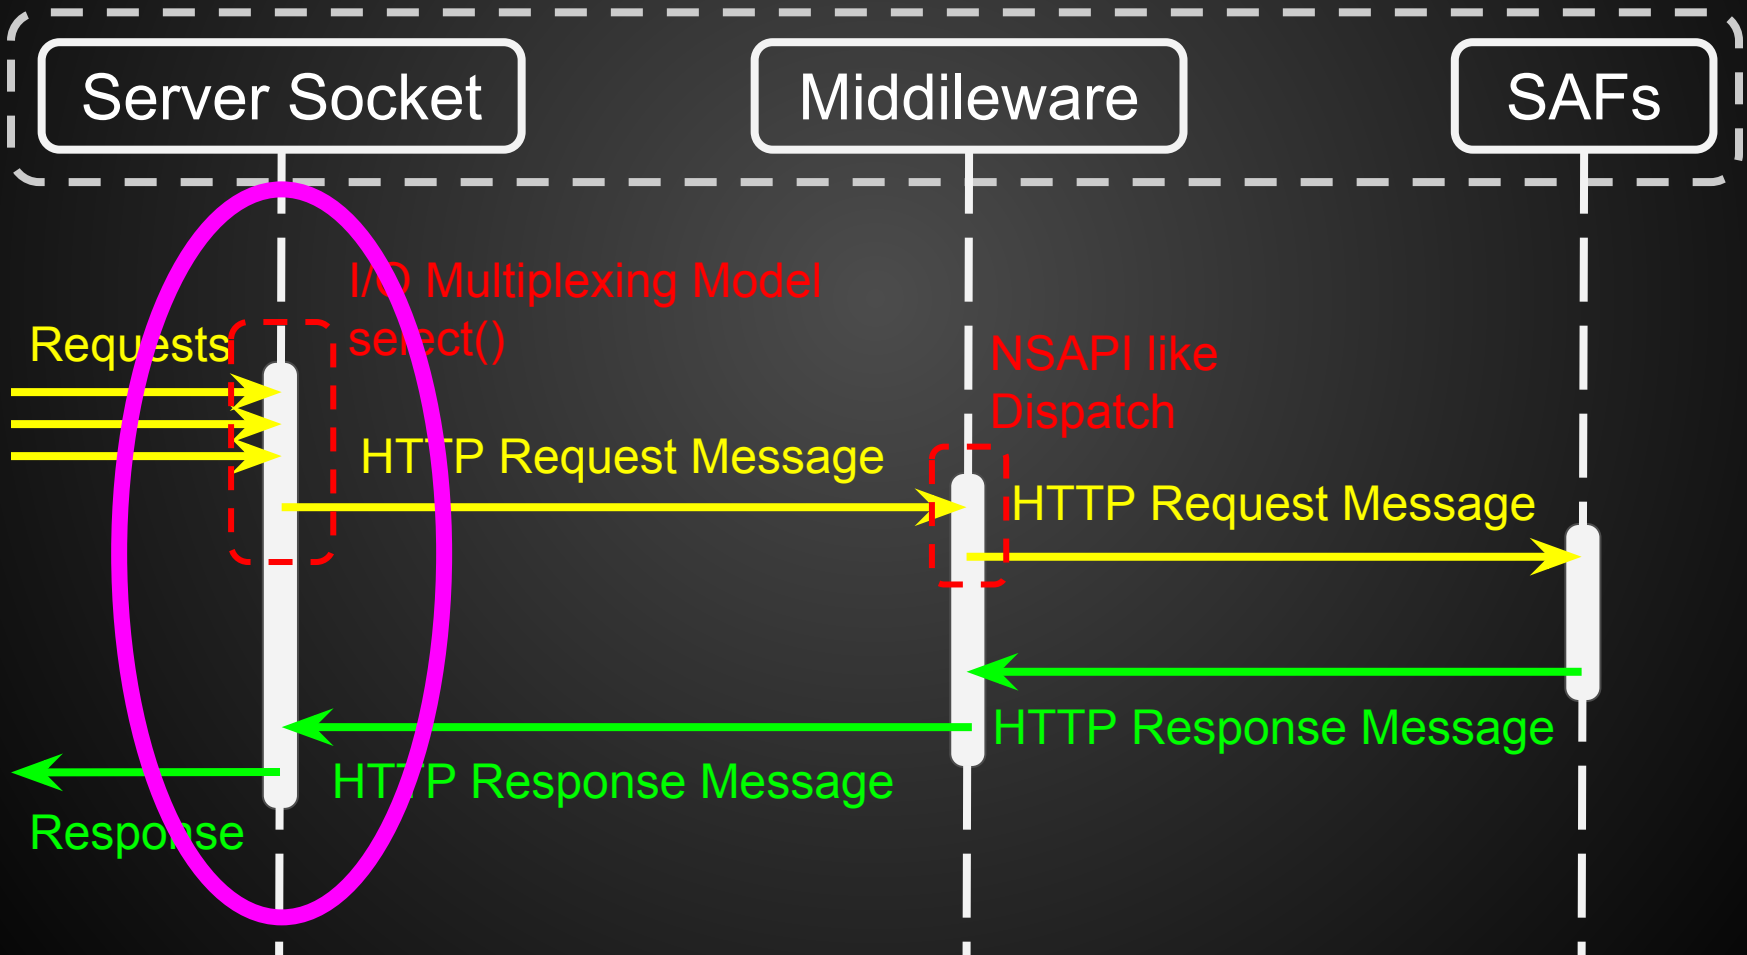 Server Socket
Middileware
SAFs
I/O Multiplexing Model
select()
Requests
NSAPI like
Dispatch
HTTP Request Message
HTTP Request Message
HTTP Response Message
HTTP Response Message
Response